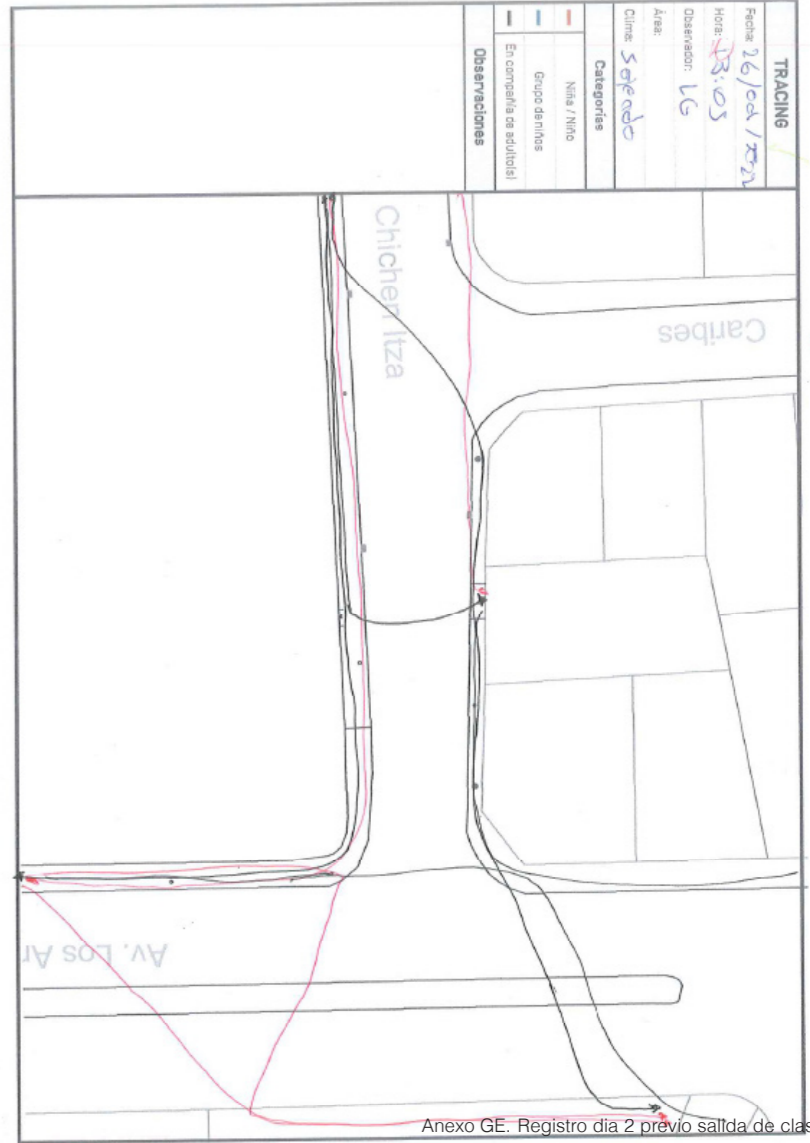 TRACING
Fecha: 26/04/2022
Hora: 13:05
Observador: LG
Área:
Clima: Soleado
Categorías
Niña / Niño
Grupo de niños
En compañía de adulto(s)
Observaciones
Chichen Itza
Caribes
Av. Los Ar
Anexo GE. Registro dia 2 previo salida de clas